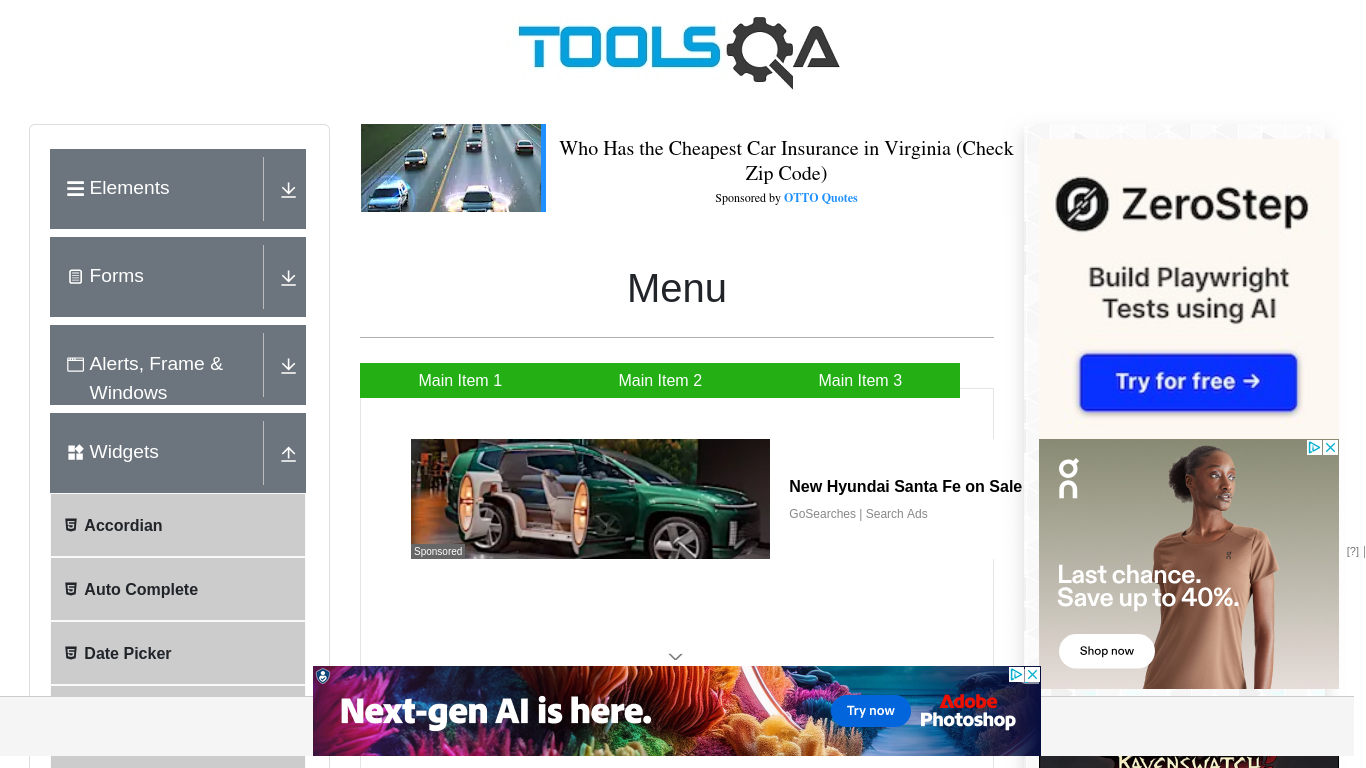 TOOLSQA
Elements
Forms
Alerts, Frame &
Windows
Widgets
Accordian
Auto Complete
Date Picker
Who Has the Cheapest Car Insurance in Virginia (Check
Zip Code)
Sponsored by OTTO Quotes
Menu
Main Item 1
Main Item 2
Main Item 3
Sponsored
New Hyundai Santa Fe on Sale
GoSearches | Search Ads
ZeroStep
Build Playwright
Tests using AI
Try for free →
on
Last chance.
Save up to 40%.
Shop now
[?]
Next-gen AI is here.
Try now
Adobe
Photoshop
RAVENSWATCH